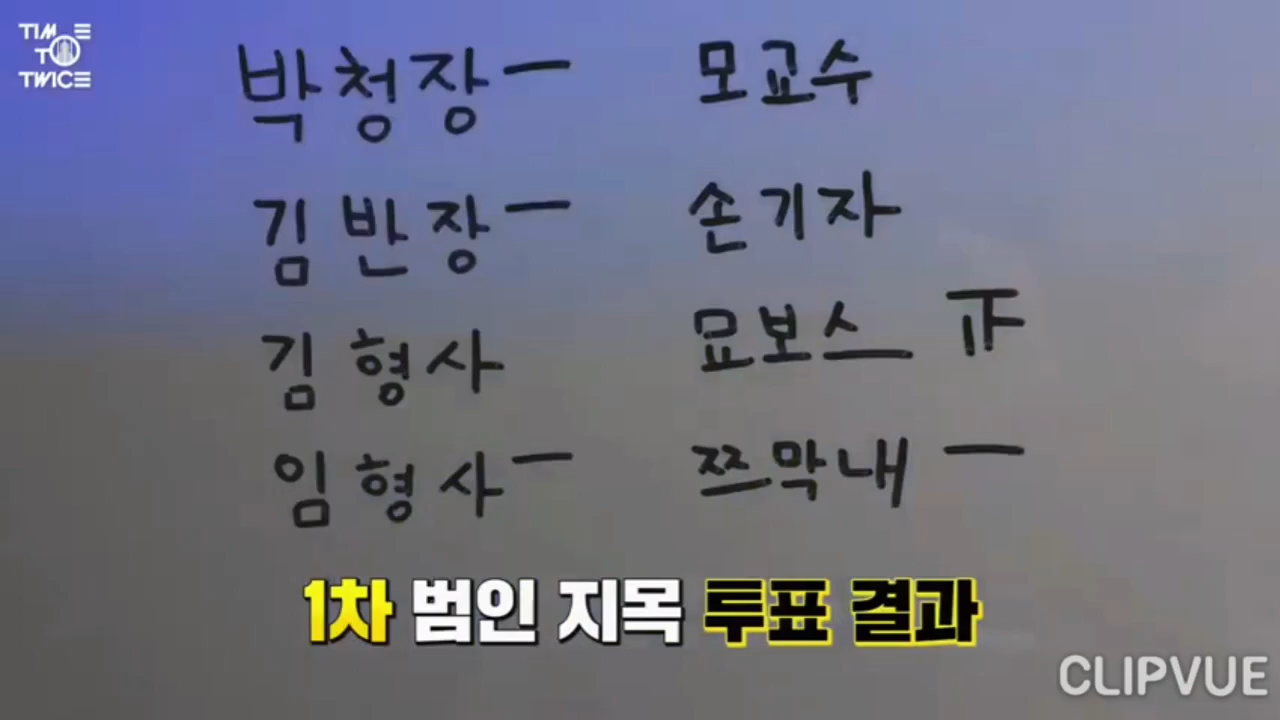 TIME
TO
TWICE
박청장 一 모교수
김반장 一 손기자
김형사 묘보스 𠄟
임형사 一 쯔막내 一
1차 범인 지목 투표 결과
CLIPVUE